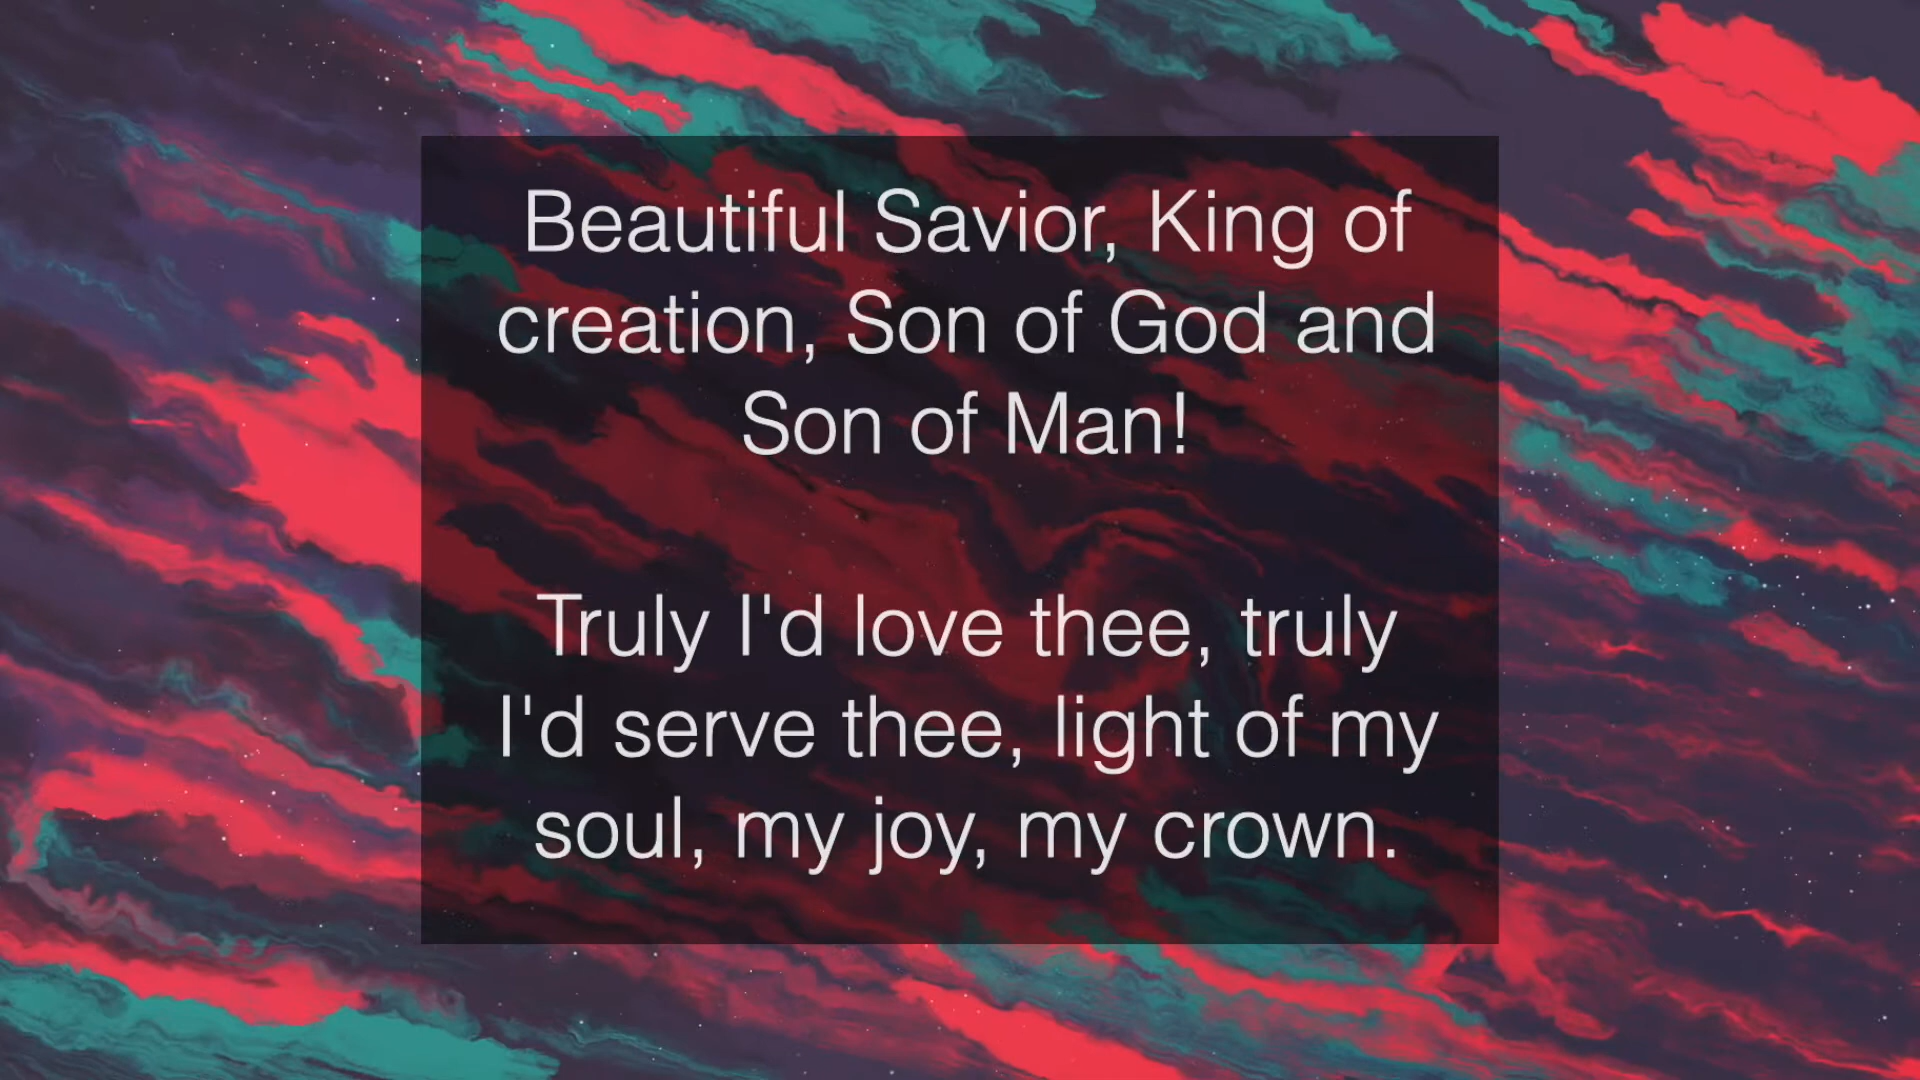 Beautiful Savior, King of
creation, Son of God and
Son of Man!
Truly I'd love thee, truly
I'd serve thee, light of my
soul, my joy, my crown.